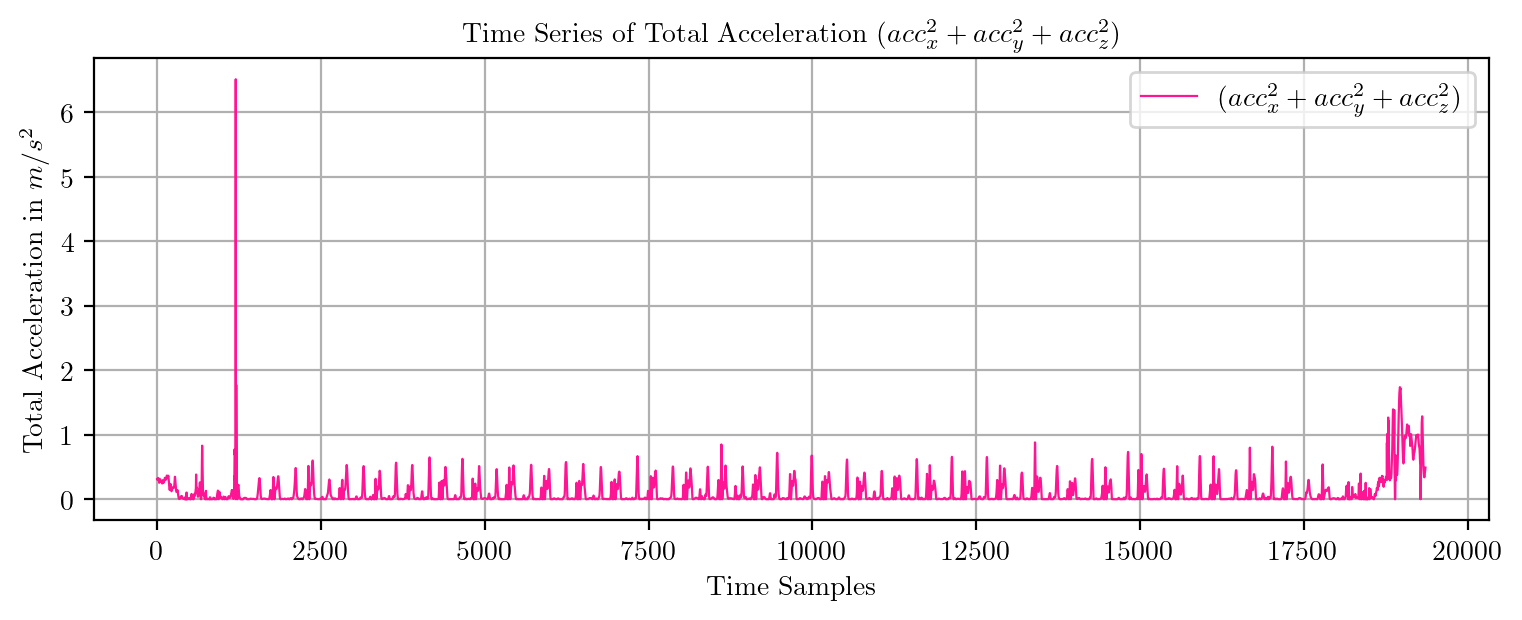 Time Series of Total Acceleration ($acc_x^2 + acc_y^2 + acc_z^2$)
($acc_x^2 + acc_y^2 + acc_z^2$)
Total Acceleration in $m/s^2$
6
5
4
3
2
1
0
0 2500 5000 7500 10000 12500 15000 17500 20000
Time Samples